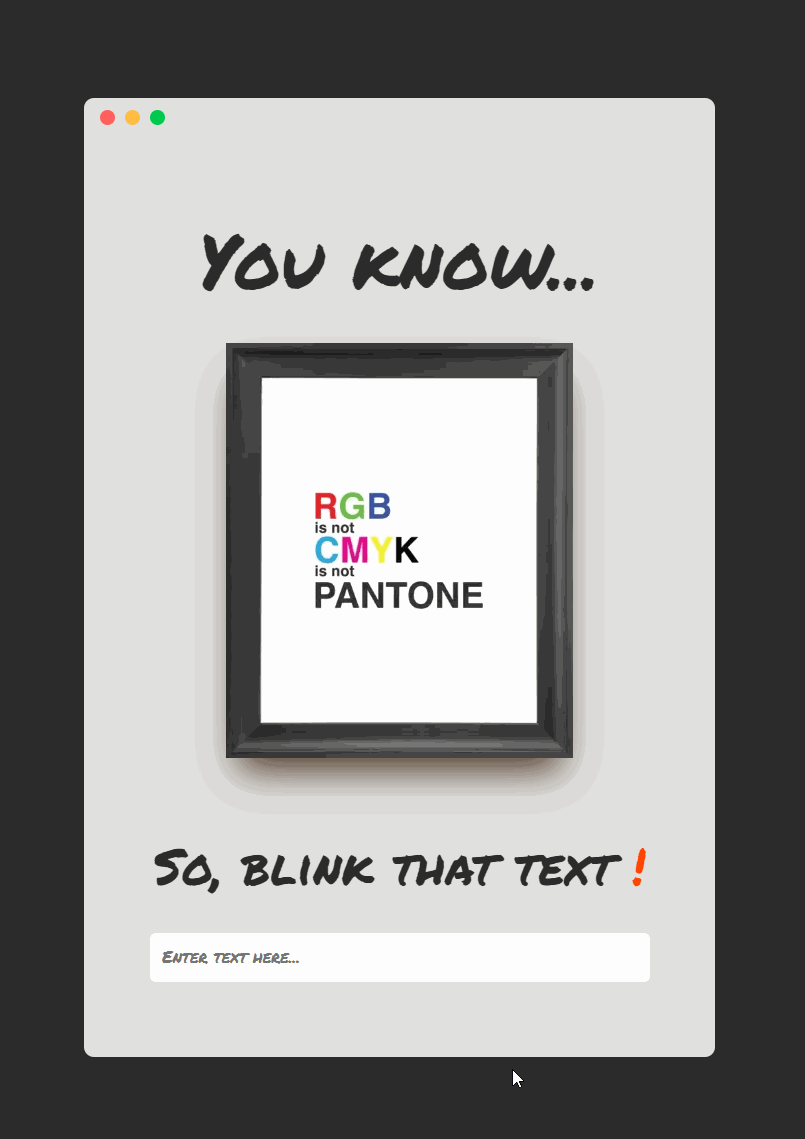 You know...
RGB
is not
CMYK
is not
PANTONE
So, blink that text !
Enter text here...